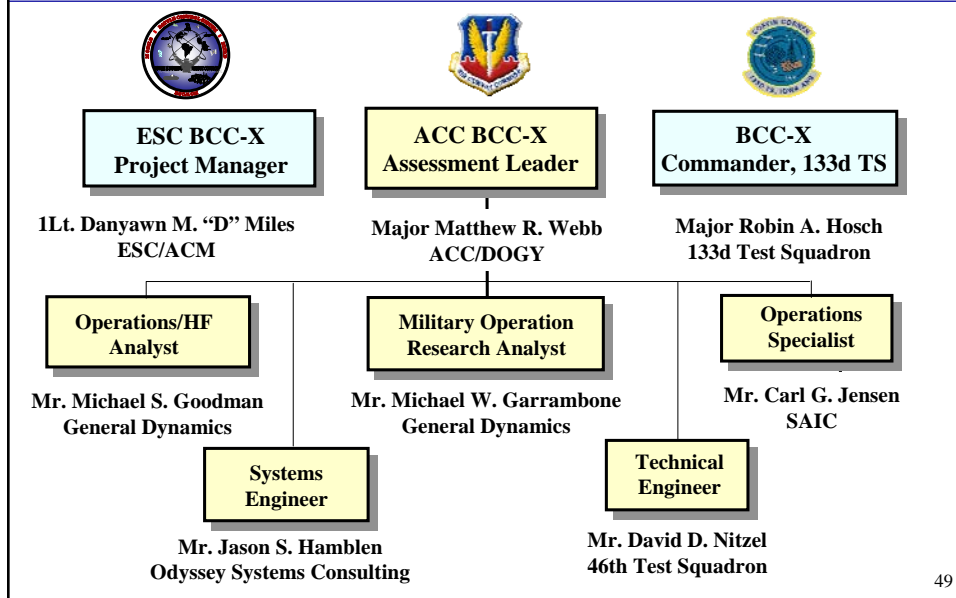 ESC BCC-X
Project Manager
ACC BCC-X
Assessment Leader
BCC-X
Commander, 133d TS
1Lt. Danyawn M. “D” Miles
ESC/ACM
Major Matthew R. Webb
ACC/DOGY
Major Robin A. Hosch
133d Test Squadron
Operations/HF
Analyst
Military Operation
Research Analyst
Operations
Specialist
Mr. Michael S. Goodman
General Dynamics
Mr. Michael W. Garrambone
General Dynamics
Mr. Carl G. Jensen
SAIC
Systems
Engineer
Technical
Engineer
Mr. Jason S. Hamblen
Odyssey Systems Consulting
Mr. David D. Nitzel
46th Test Squadron
49